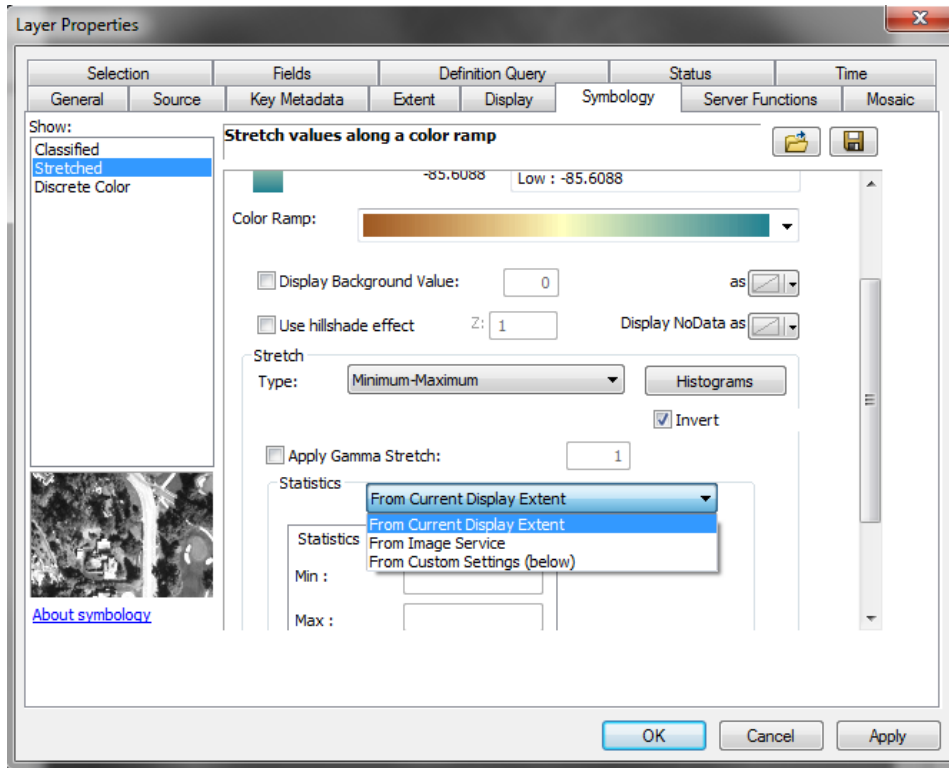 Layer Properties
Selection Fields Definition Query Status Time
General Source Key Metadata Extent Display Symbology Server Functions Mosaic
Show:
Classified
Stretched
Discrete Color
About symbology
Stretch values along a color ramp
-85.6088 Low : -85.6088
Color Ramp:
Display Background Value: 0 as
Use hillshade effect Z: 1 Display NoData as
Stretch
Type: Minimum-Maximum Histograms
Invert
Apply Gamma Stretch: 1
Statistics From Current Display Extent
From Current Display Extent
Statistics From Image Service
From Custom Settings (below)
Min :
Max :
OK Cancel Apply